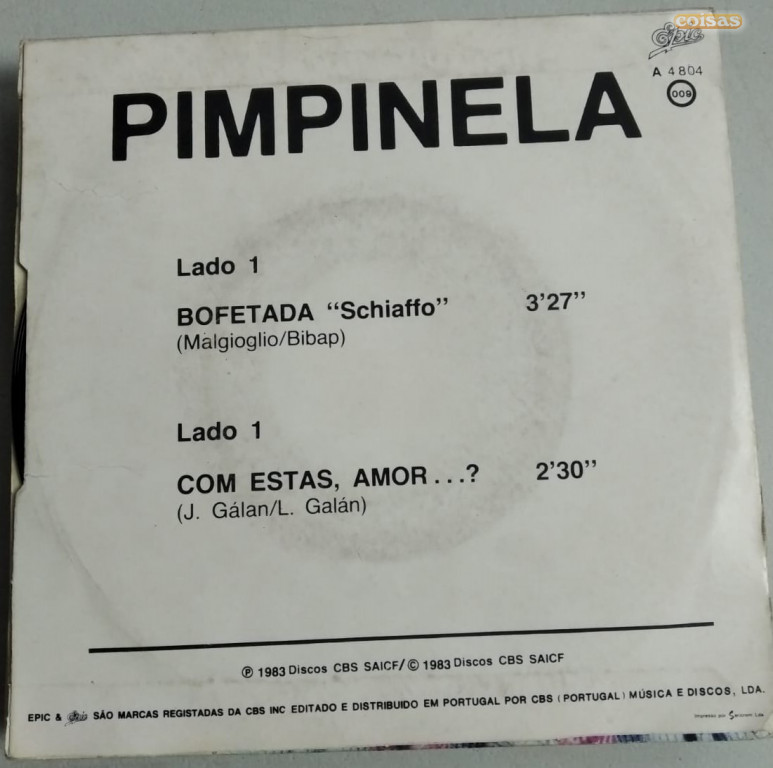 coisas
Epic
A 4804
009
PIMPINELA
Lado 1
BOFETADA “Schiaffo” 3’27”
(Malgioglio/Bibap)
Lado 1
COM ESTAS, AMOR...? 2’30”
(J. Gálan/L. Galán)
Ⓟ 1983 Discos CBS SAICF/ © 1983 Discos CBS SAICF
EPIC & Epic SÃO MARCAS REGISTADAS DA CBS INC EDITADO E DISTRIBUIDO EM PORTUGAL POR CBS (PORTUGAL) MÚSICA E DISCOS, LDA.
Impresso por